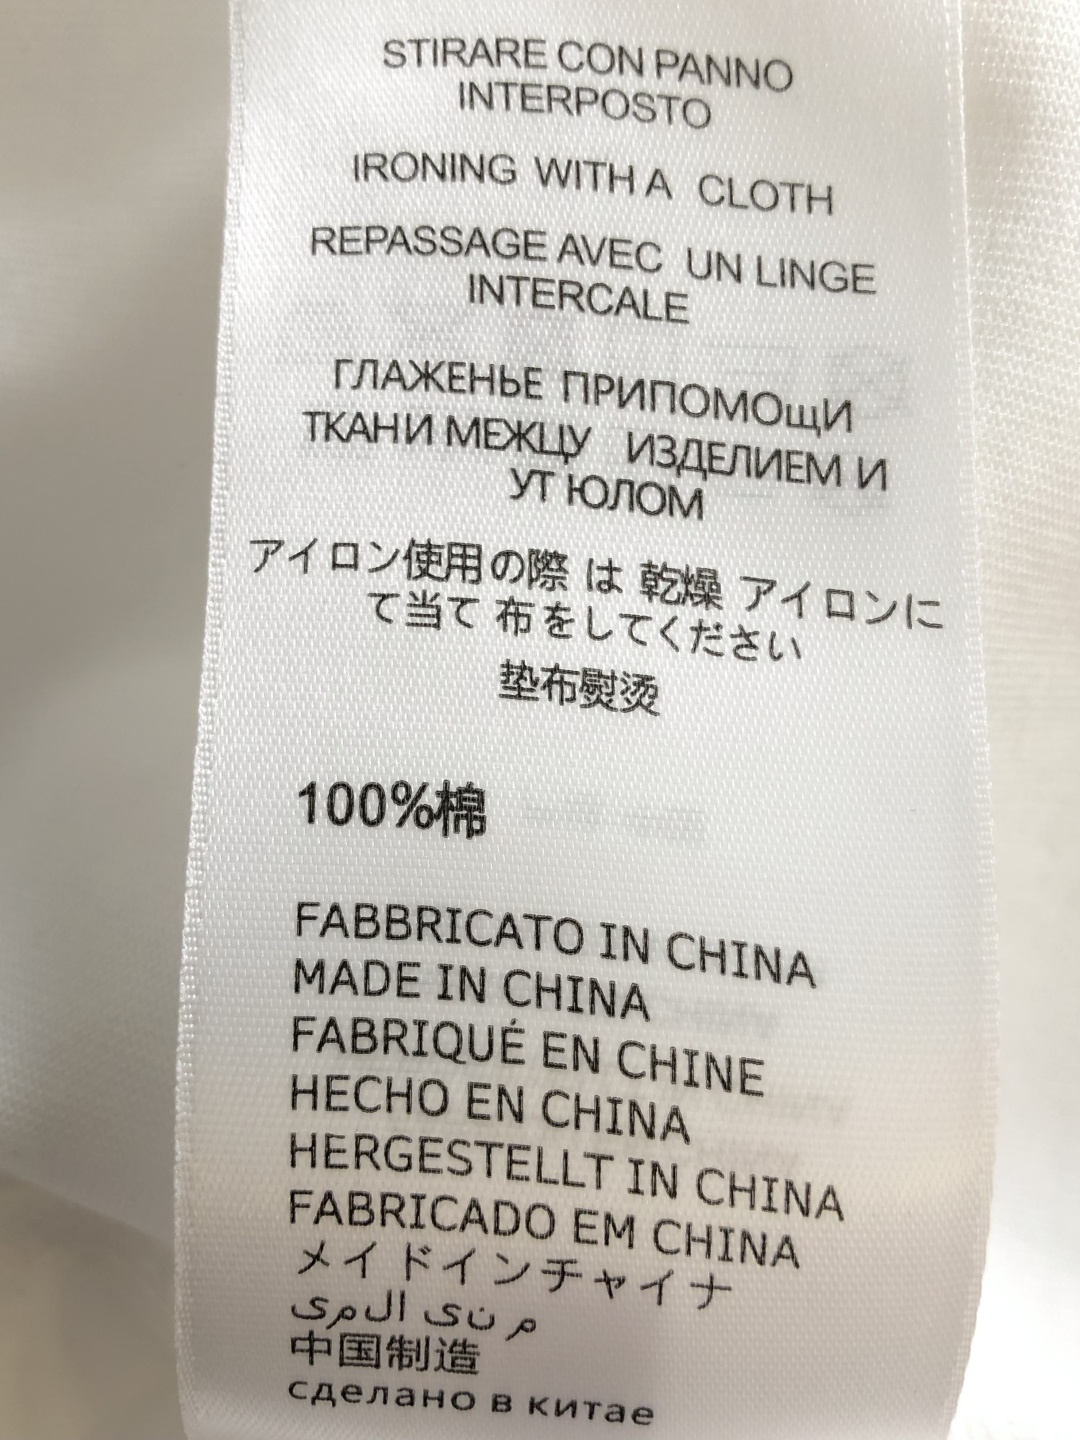 STIRARE CON PANNO
INTERPOSTO
IRONING WITH A CLOTH
REPASSAGE AVEC UN LINGE
INTERCALE
ГЛАЖЕНЬЕ ПРИПОМОщИ
ТКАНИ МЕЖЦУ ИЗДЕЛИЕМ И
УТ ЮЛОМ
アイロン使用の際 は 乾燥 アイロンに
て当て 布をしてください
垫布熨烫
100%棉
FABBRICATO IN CHINA
MADE IN CHINA
FABRIQUÉ EN CHINE
HECHO EN CHINA
HERGESTELLT IN CHINA
FABRICADO EM CHINA
メイドインチャイナ
م نى المى
中国制造
сделано в китае